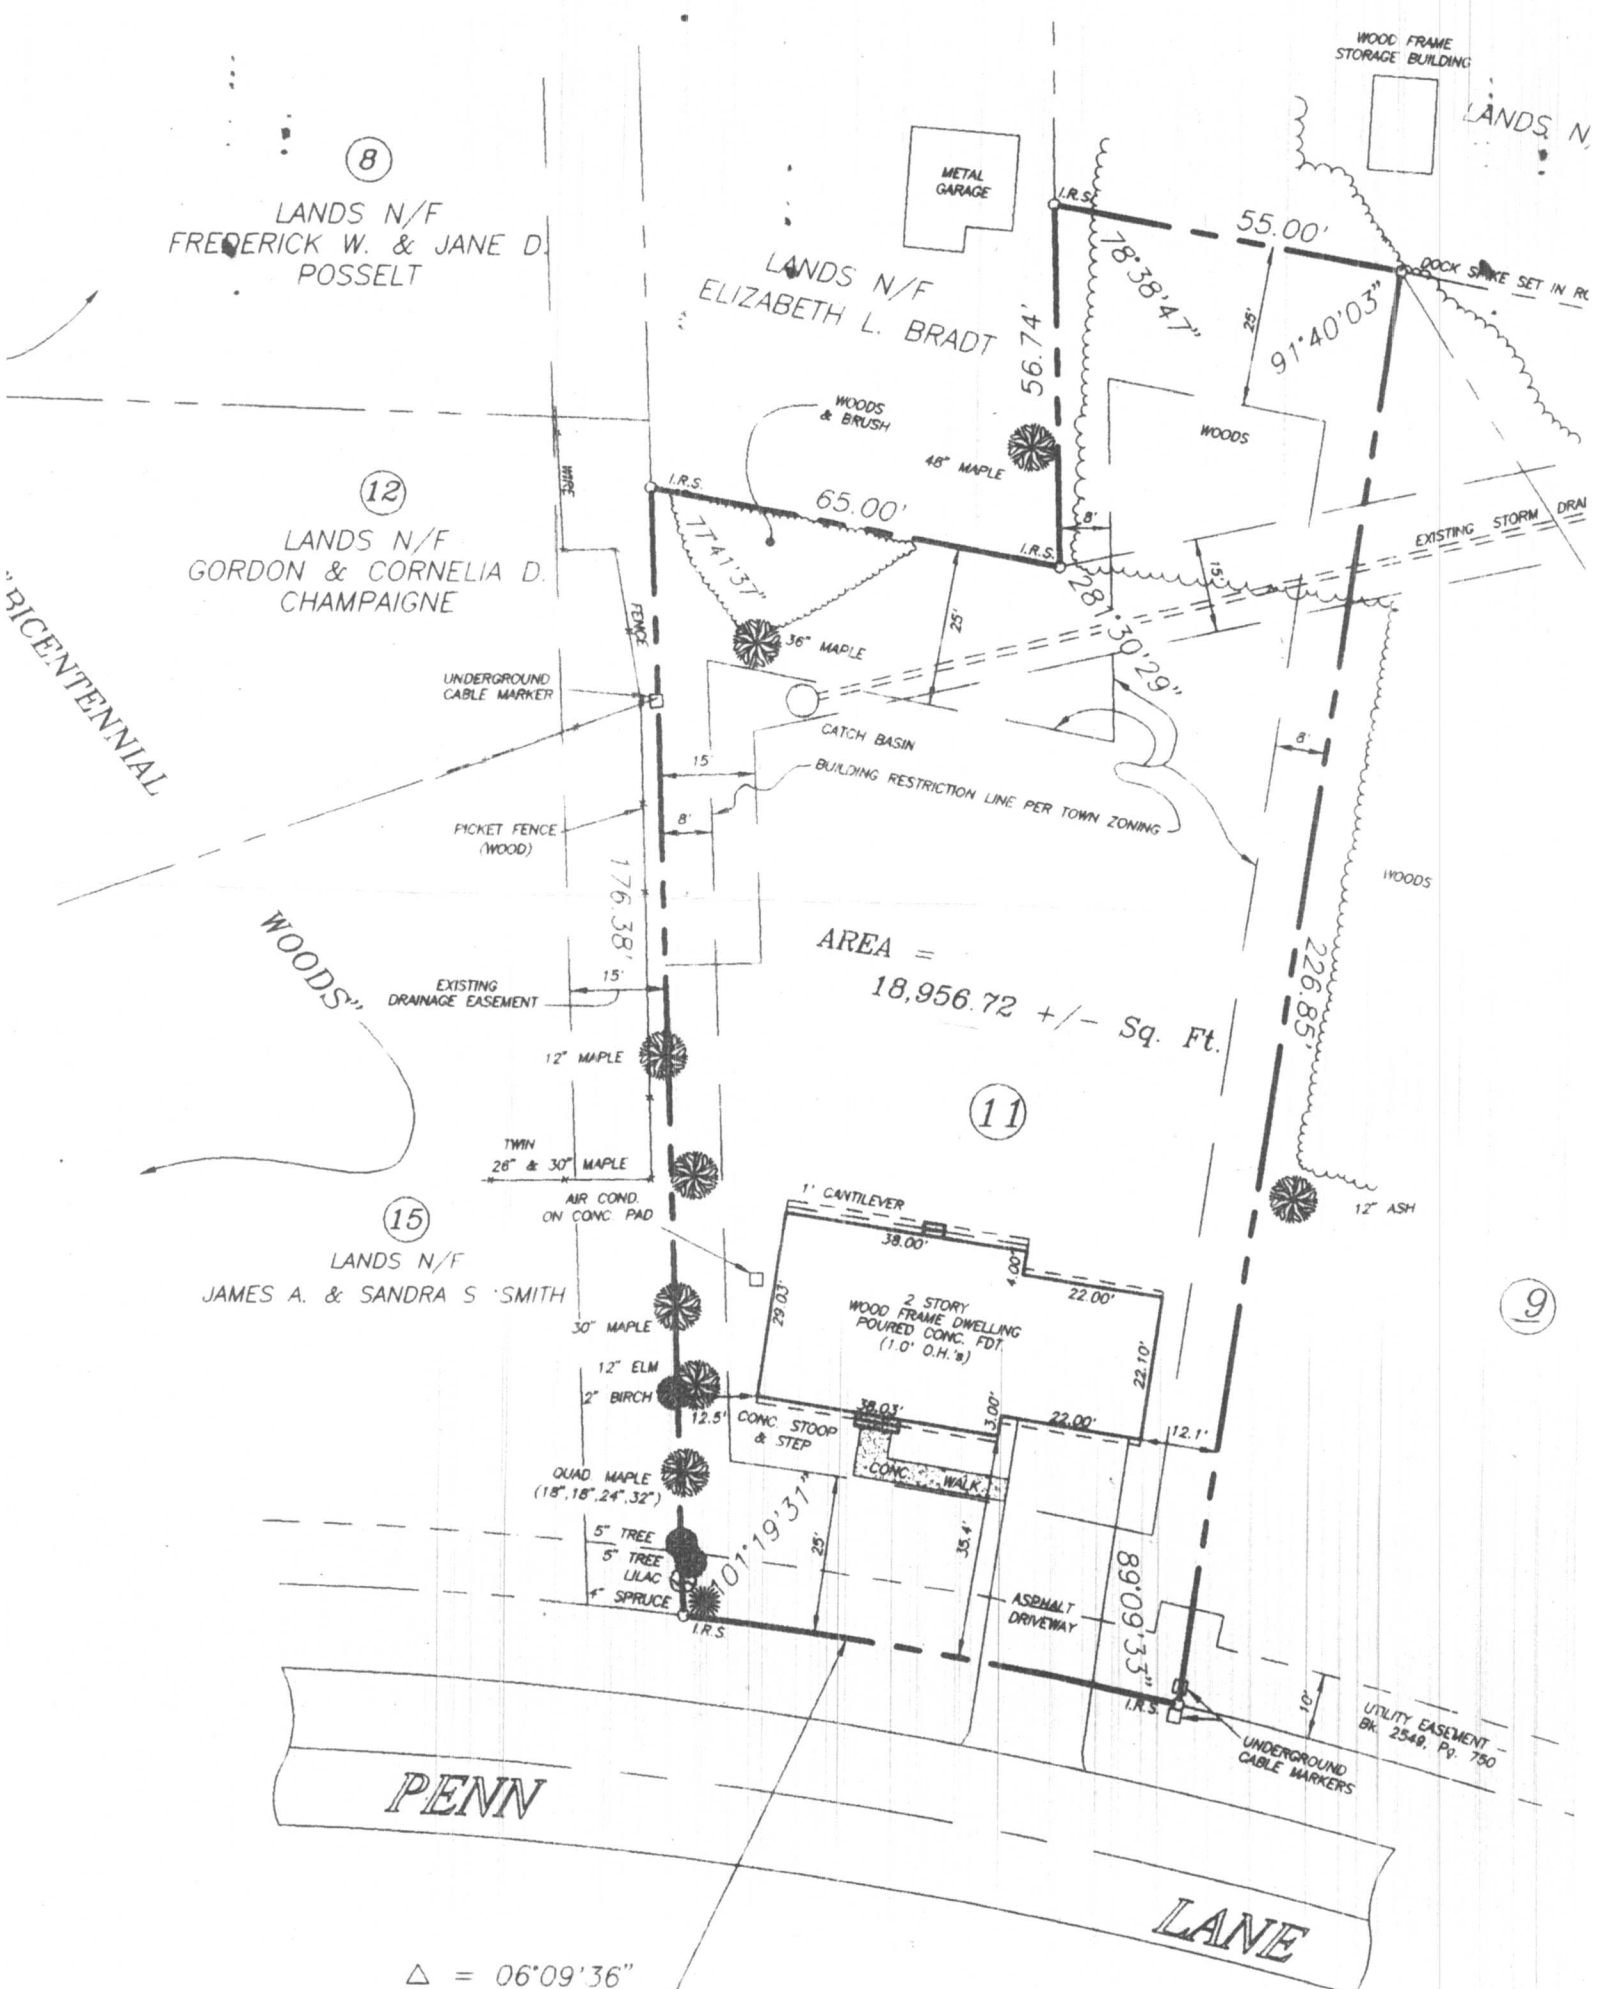 WOOD FRAME
STORAGE BUILDING
LANDS N
8
LANDS N/F
FREDERICK W. & JANE D.
POSSELT
METAL
GARAGE
I.R.S.
55.00'
78°38'47"
25'
91°40'03"
DOCK SPIKE SET IN
LANDS N/F
ELIZABETH L. BRADT
56.74'
WOODS
& BRUSH
48" MAPLE
WOODS
12
LANDS N/F
GORDON & CORNELIA D.
CHAMPAIGNE
WIRE
FENCE
I.R.S.
65.00'
77°41'37"
I.R.S.
8'
EXISTING STORM DRAI
15'
281°30'29"
25'
36" MAPLE
"BICENTENNIAL
WOODS"
UNDERGROUND
CABLE MARKER
CATCH BASIN
15'
BUILDING RESTRICTION LINE PER TOWN ZONING
8'
8'
PICKET FENCE
(WOOD)
176.38'
WOODS
226.85'
AREA =
18,956.72 +/- Sq. Ft.
15'
EXISTING
DRAINAGE EASEMENT
12" MAPLE
11
TWIN
26" & 30" MAPLE
AIR COND.
ON CONC. PAD
1' CANTILEVER
12" ASH
15
LANDS N/F
JAMES A. & SANDRA S. SMITH
38.00'
4.00'
22.00'
29.03'
2 STORY
WOOD FRAME DWELLING
POURED CONC. FDT
(1.0' O.H.'s)
22.10'
9
30" MAPLE
12" ELM
2" BIRCH
12.5'
CONC. STOOP
& STEP
38.03'
3.00'
22.00'
12.1'
CONC. WALK
QUAD MAPLE
(18",18",24",32")
5" TREE
5" TREE
LILAC
4" SPRUCE
101°19'31"
25'
35.4'
ASPHALT
DRIVEWAY
89°09'33"
I.R.S.
I.R.S.
10'
UTILITY EASEMENT
BK. 2549, Pg. 750
UNDERGROUND
CABLE MARKERS
PENN
LANE
Δ = 06°09'36"